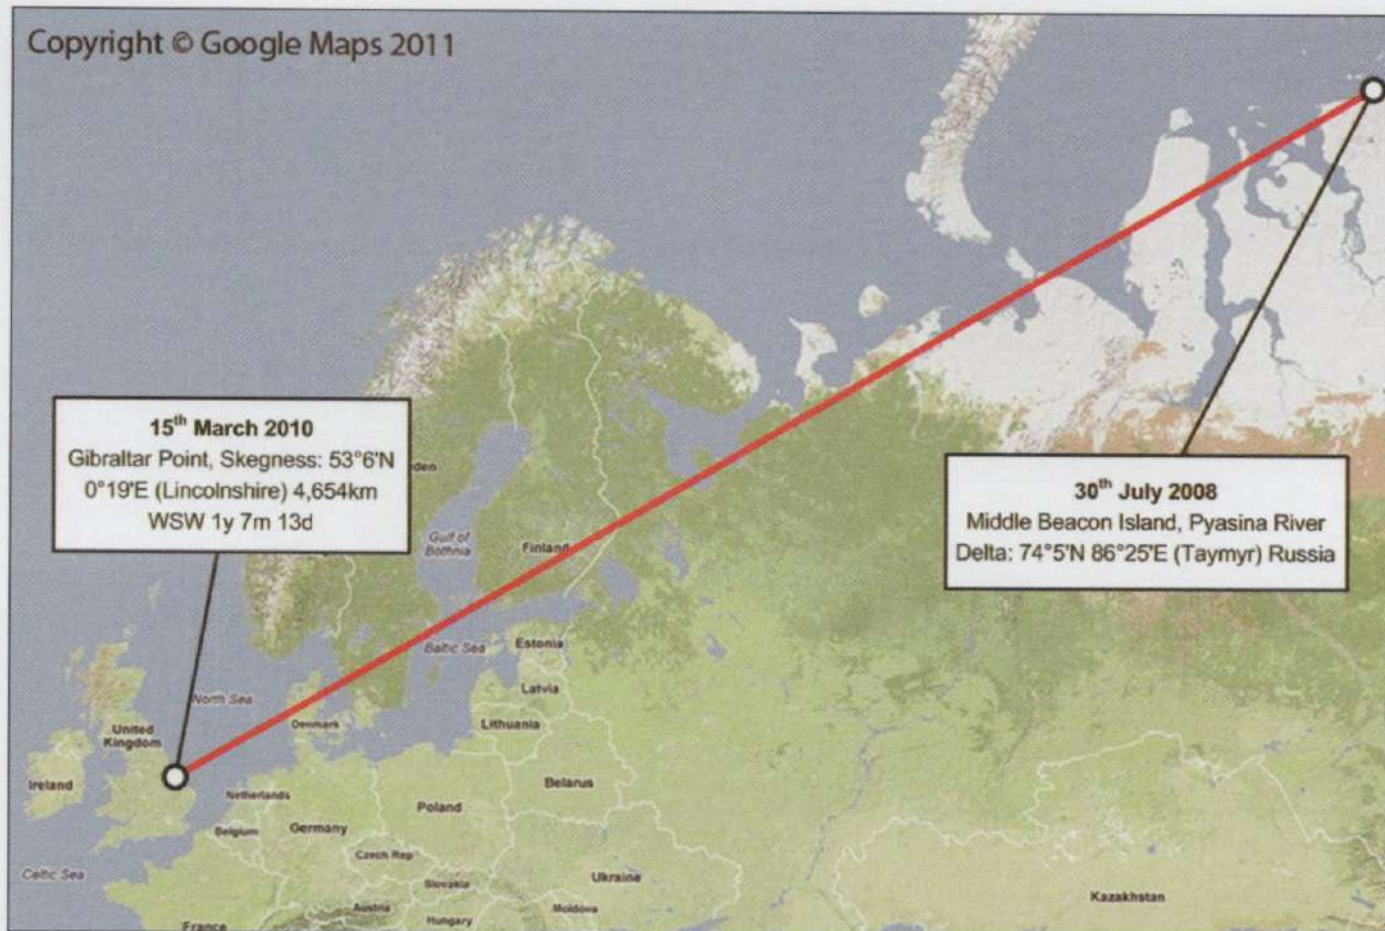 Copyright © Google Maps 2011
15th March 2010
Gibraltar Point, Skegness: 53°6'N
0°19'E (Lincolnshire) 4,654km
WSW 1y 7m 13d
30th July 2008
Middle Beacon Island, Pyasina River
Delta: 74°5'N 86°25'E (Taymyr) Russia
Gulf of
Bothnia
Finland
Baltic Sea
Estonia
Latvia
Lithuania
North Sea
Denmark
United
Kingdom
Ireland
Netherlands
Belgium
Germany
Poland
Belarus
Czech Rep
Celtic Sea
Slovakia
Ukraine
Austria
Hungary
Moldova
France
Kazakhstan